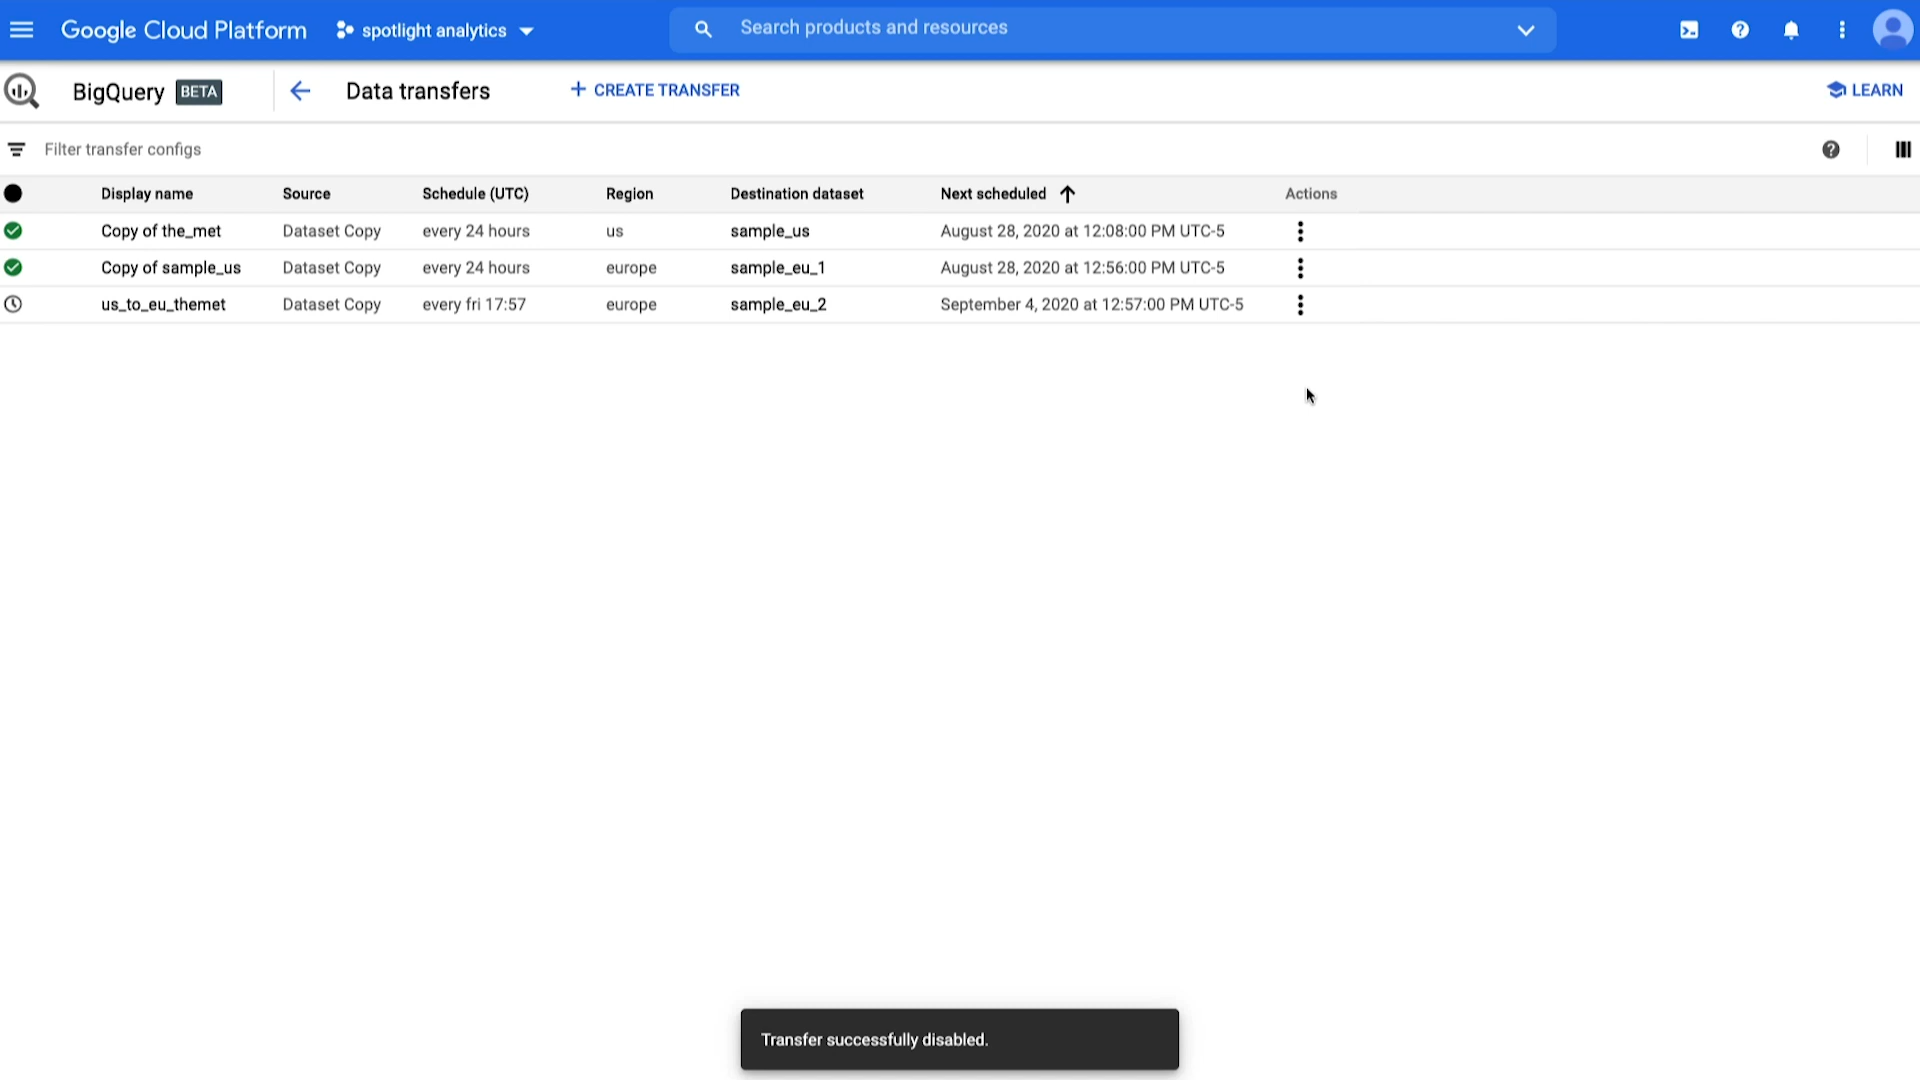 Google Cloud Platform spotlight analytics Search products and resources
BigQuery BETA Data transfers + CREATE TRANSFER LEARN
Filter transfer configs
Display name Source Schedule (UTC) Region Destination dataset Next scheduled Actions
Copy of the_met Dataset Copy every 24 hours us sample_us August 28, 2020 at 12:08:00 PM UTC-5
Copy of sample_us Dataset Copy every 24 hours europe sample_eu_1 August 28, 2020 at 12:56:00 PM UTC-5
us_to_eu_themet Dataset Copy every fri 17:57 europe sample_eu_2 September 4, 2020 at 12:57:00 PM UTC-5
Transfer successfully disabled.